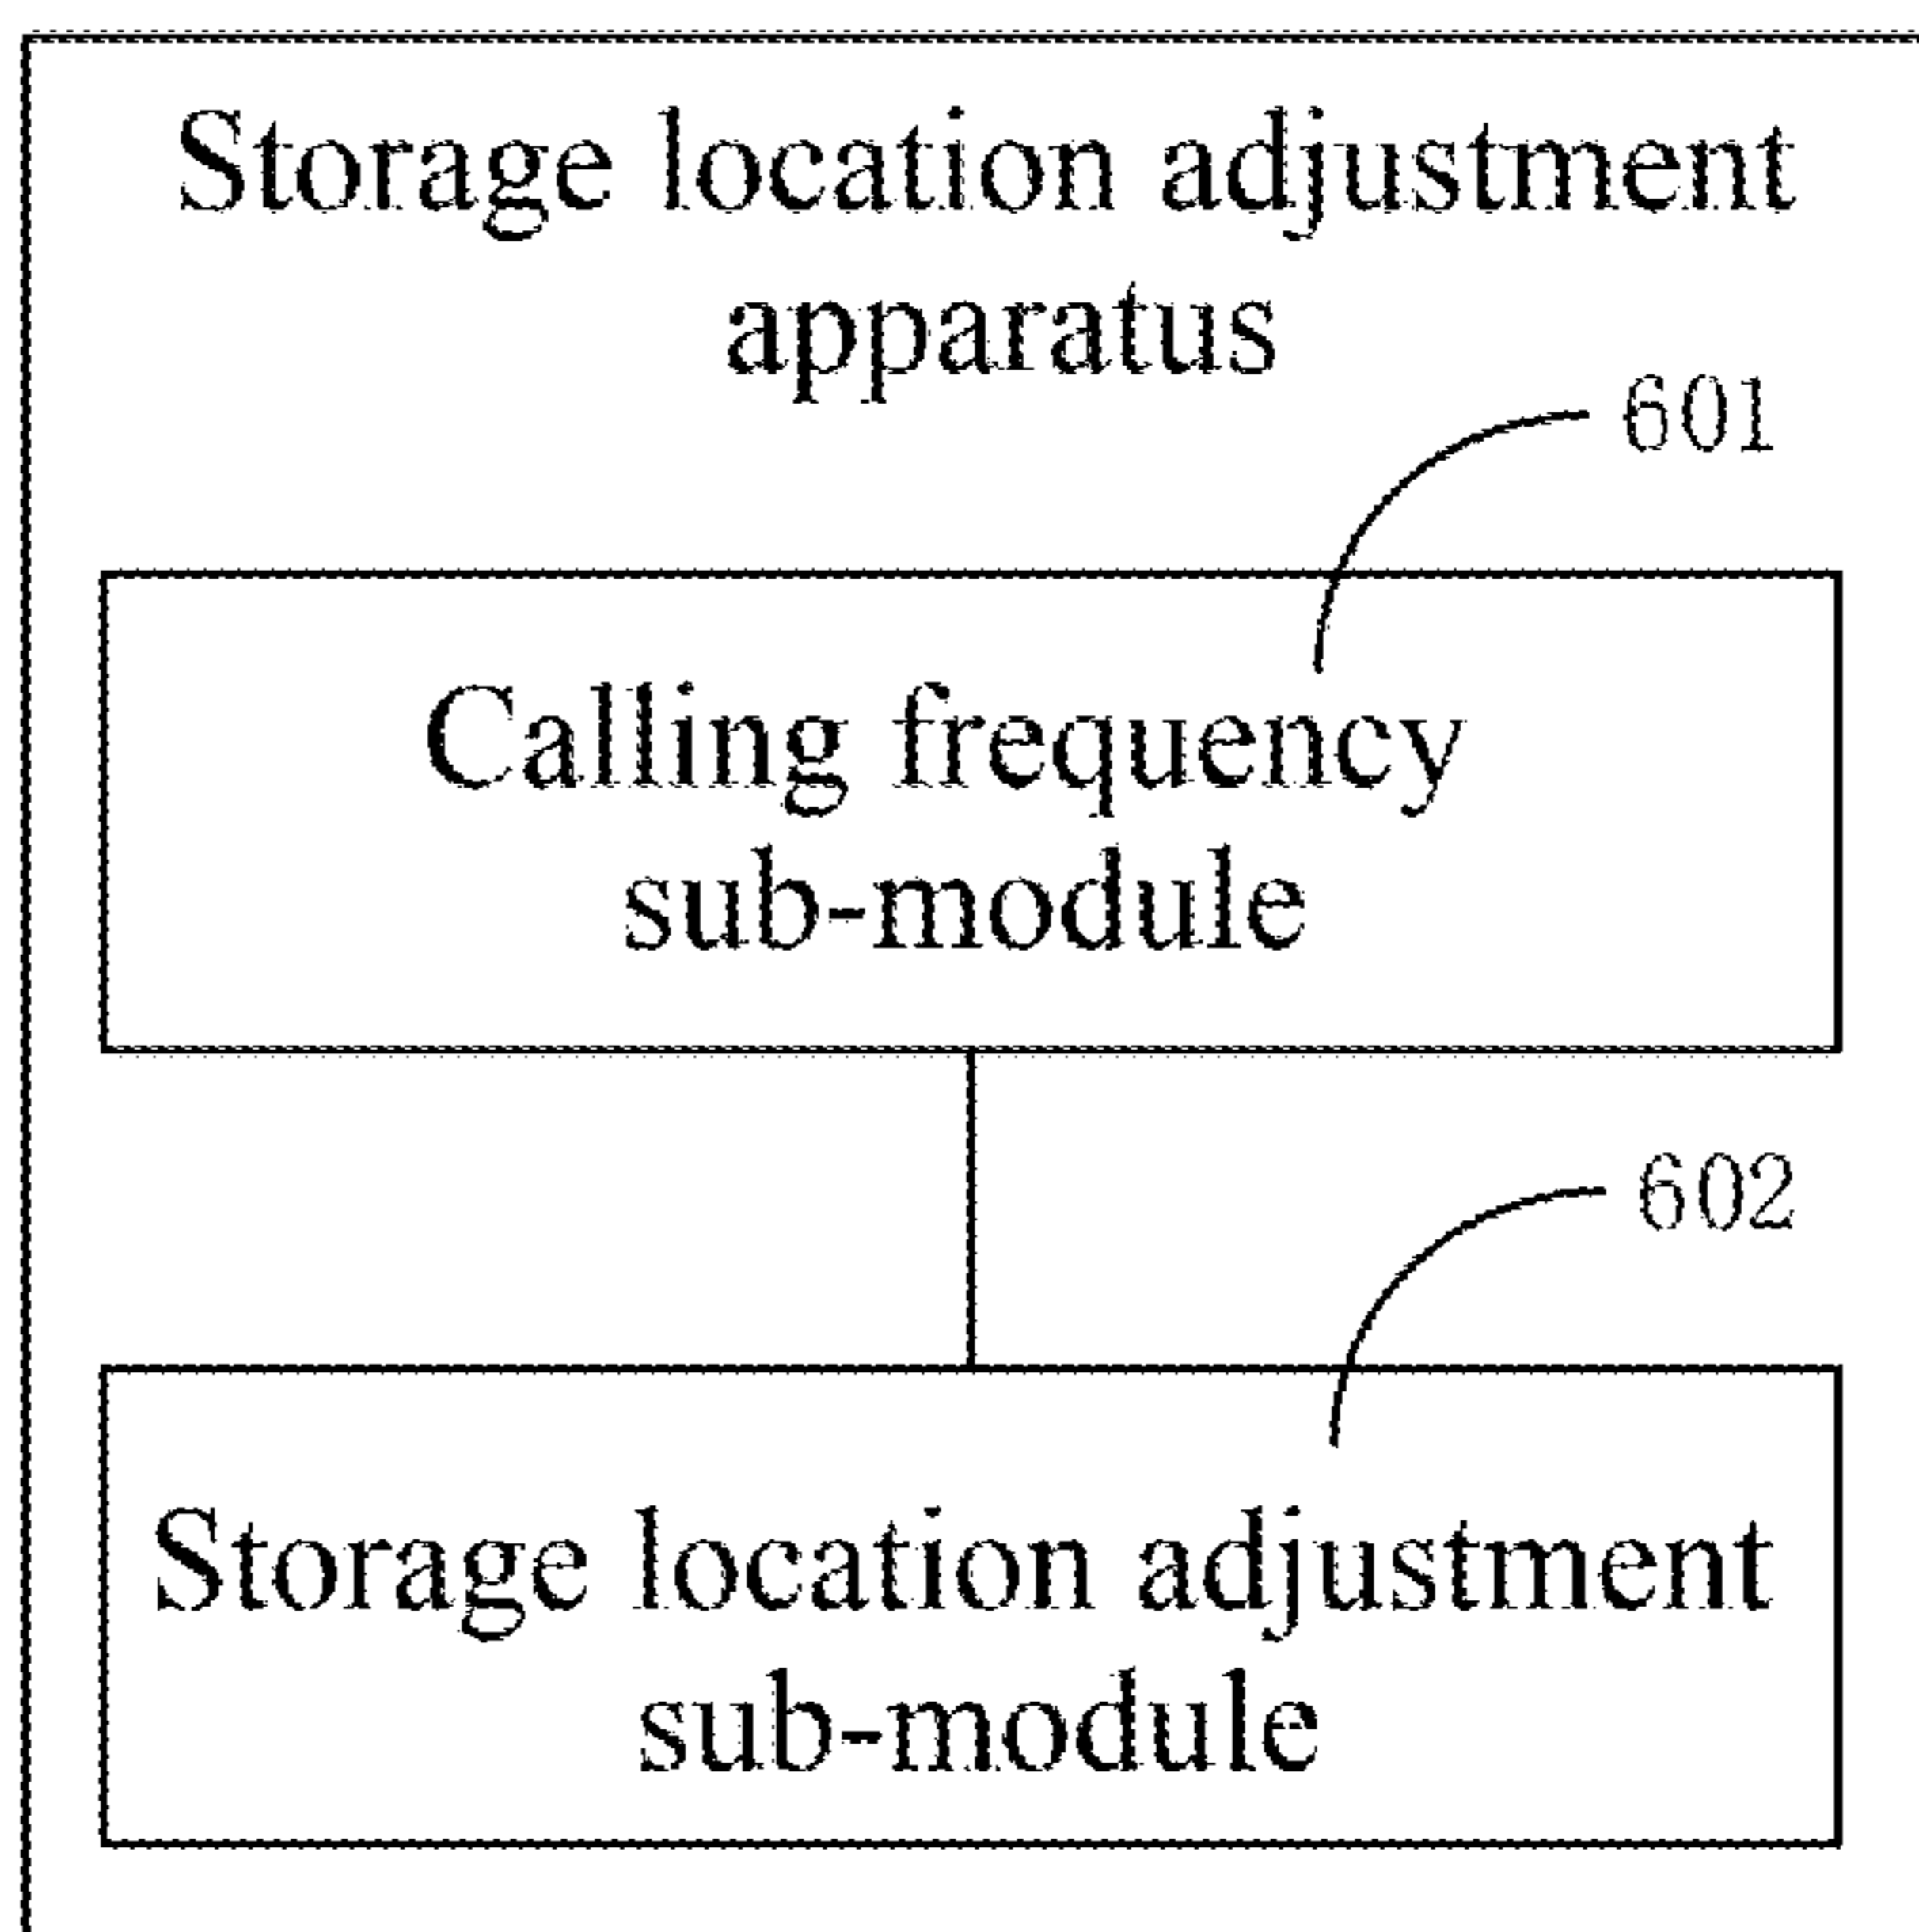 Storage location adjustment
apparatus
601
Calling frequency
sub-module
602
Storage location adjustment
sub-module